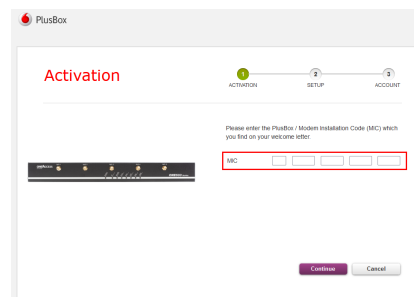 PlusBox
Activation
1
2
3
ACTIVATION
SETUP
ACCOUNT
Please enter the PlusBox / Modem Installation Code (MIC) which
you find on your welcome letter.
MIC
Continue
Cancel